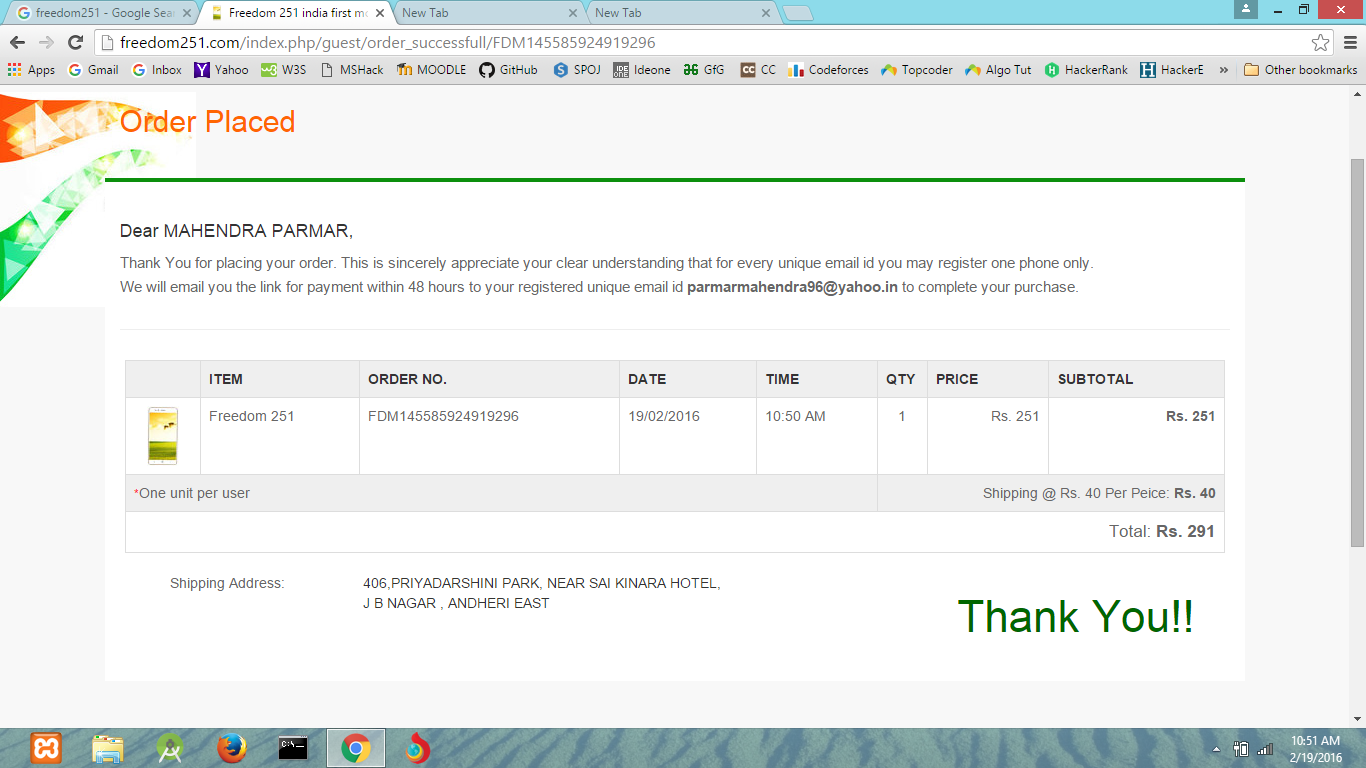 freedom251 - Google Sea
Freedom 251 india first mo
New Tab
New Tab
freedom251.com/index.php/guest/order_successfull/FDM145585924919296
Apps Gmail Inbox Yahoo W3S MSHack MOODLE GitHub SPOJ Ideone GfG CC Codeforces Topcoder Algo Tut HackerRank HackerE » Other bookmarks
Order Placed
Dear MAHENDRA PARMAR,
Thank You for placing your order. This is sincerely appreciate your clear understanding that for every unique email id you may register one phone only.
We will email you the link for payment within 48 hours to your registered unique email id parmarmahendra96@yahoo.in to complete your purchase.
ITEM ORDER NO. DATE TIME QTY PRICE SUBTOTAL
Freedom 251 FDM145585924919296 19/02/2016 10:50 AM 1 Rs. 251 Rs. 251
*One unit per user Shipping @ Rs. 40 Per Peice: Rs. 40
Total: Rs. 291
Shipping Address: 406,PRIYADARSHINI PARK, NEAR SAI KINARA HOTEL,
J B NAGAR , ANDHERI EAST
Thank You!!
10:51 AM
2/19/2016